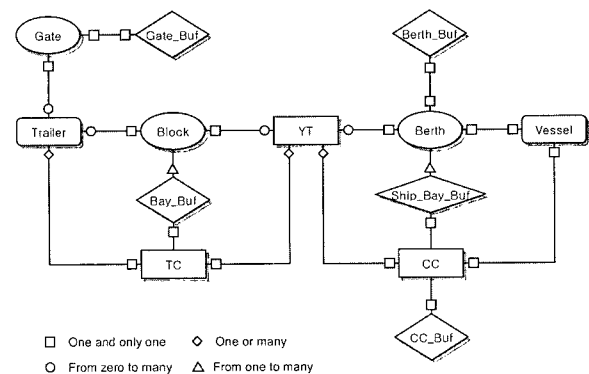 Gate
Gate_Buf
Berth_Buf
Trailer
Block
YT
Berth
Vessel
Bay_Buf
Ship_Bay_Buf
TC
CC
CC_Buf
One and only one
One or many
From zero to many
From one to many